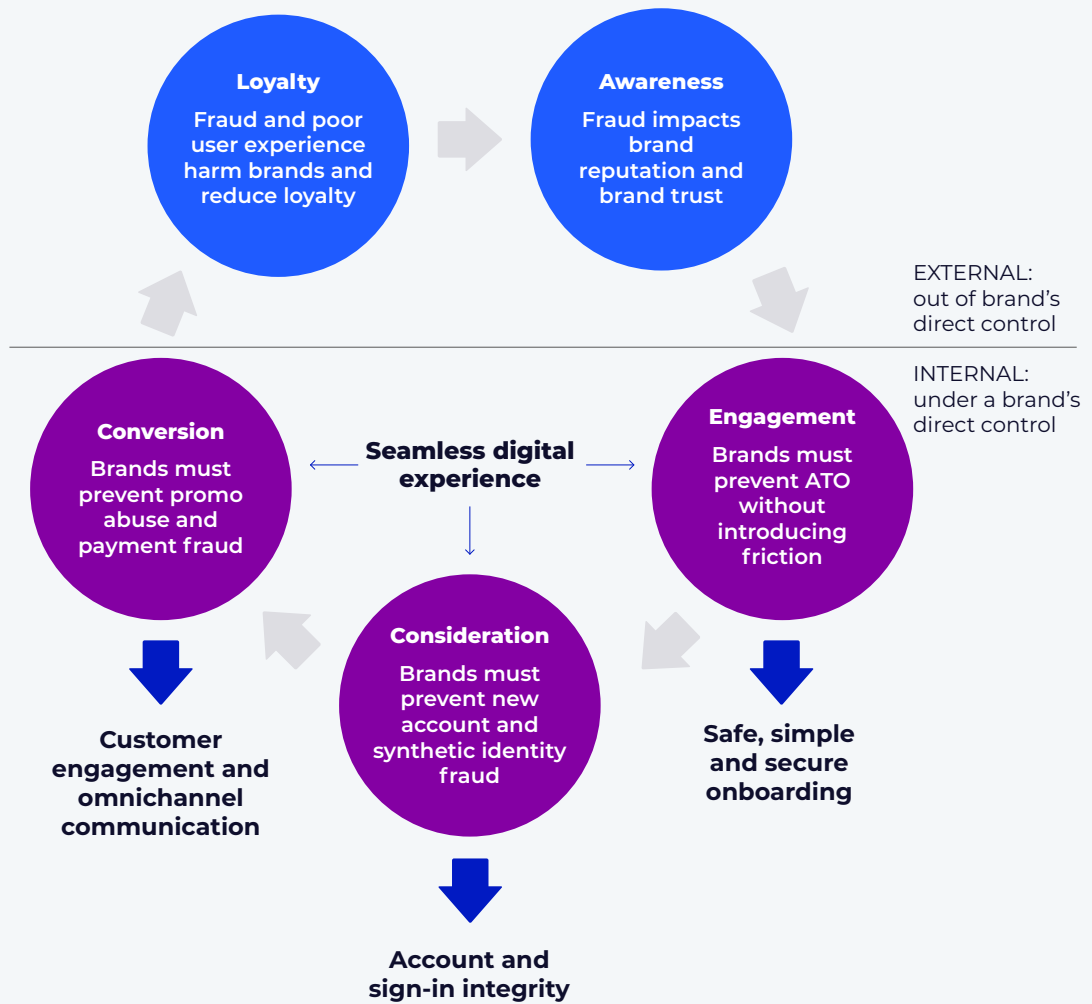 Loyalty
Fraud and poor
user experience
harm brands and
reduce loyalty
Awareness
Fraud impacts
brand
reputation and
brand trust
EXTERNAL:
out of brand’s
direct control
INTERNAL:
under a brand’s
direct control
Conversion
Brands must
prevent promo
abuse and
payment fraud
Seamless digital
experience
Engagement
Brands must
prevent ATO
without
introducing
friction
Consideration
Brands must
prevent new
account and
synthetic identity
fraud
Customer
engagement and
omnichannel
communication
Safe, simple
and secure
onboarding
Account and
sign-in integrity